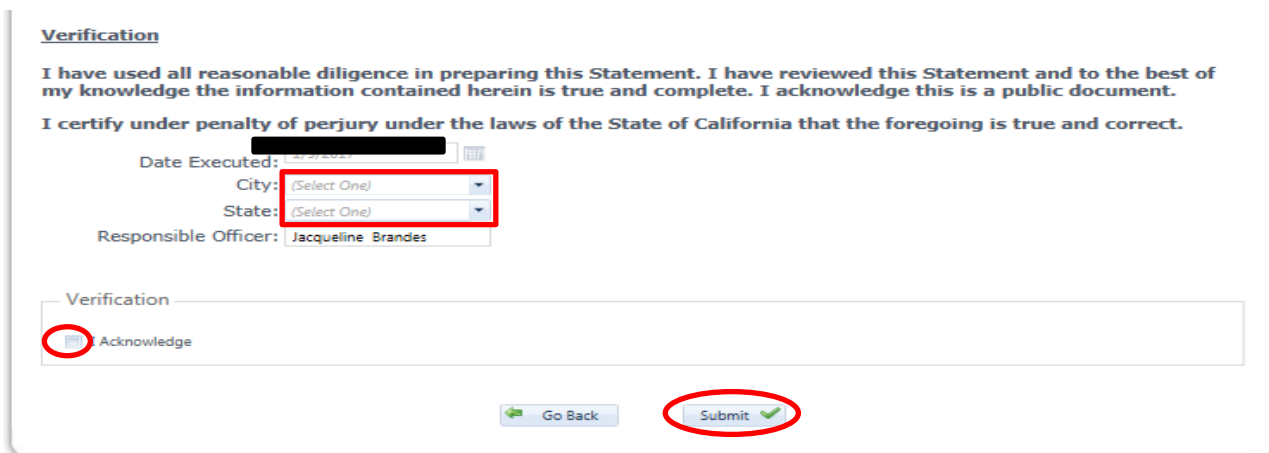 Verification
I have used all reasonable diligence in preparing this Statement. I have reviewed this Statement and to the best of
my knowledge the information contained herein is true and complete. I acknowledge this is a public document.
I certify under penalty of perjury under the laws of the State of California that the foregoing is true and correct.
Date Executed:
City: (Select One)
State: (Select One)
Responsible Officer: Jacqueline Brandes
Verification
I Acknowledge
Go Back Submit